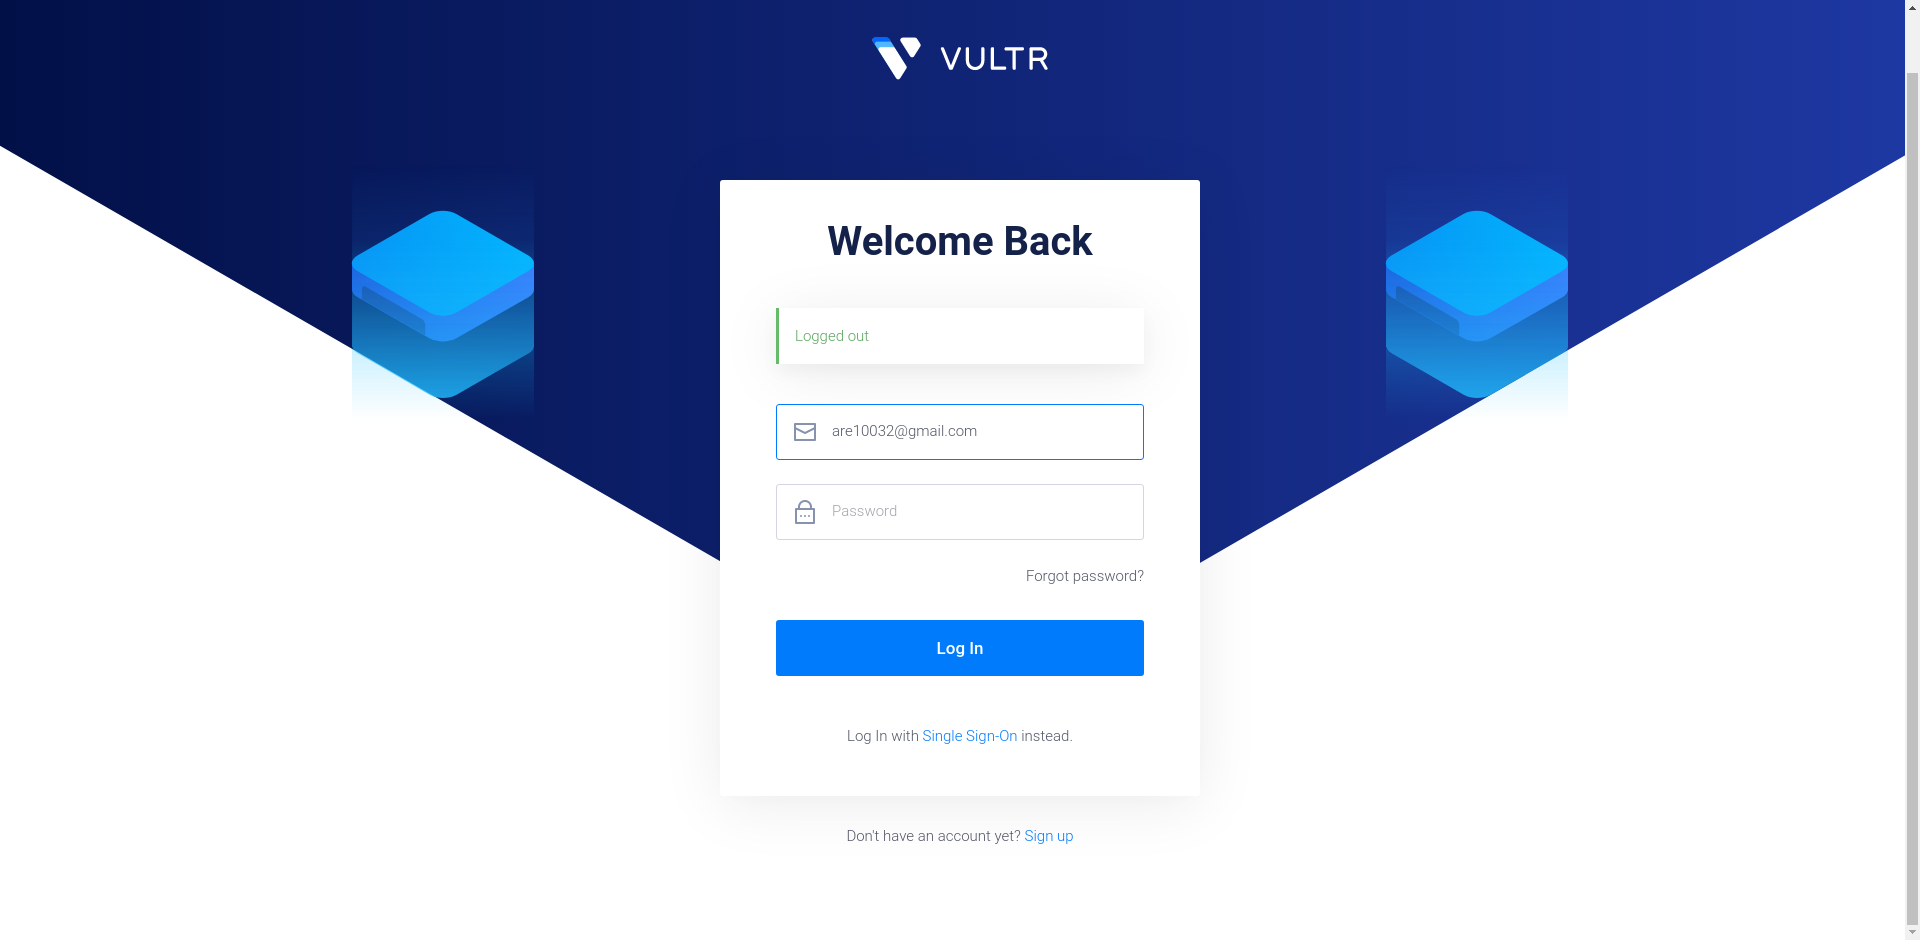 VULTR
Welcome Back
Logged out
are10032@gmail.com
Password
Forgot password?
Log In
Log In with Single Sign-On instead.
Don't have an account yet? Sign up